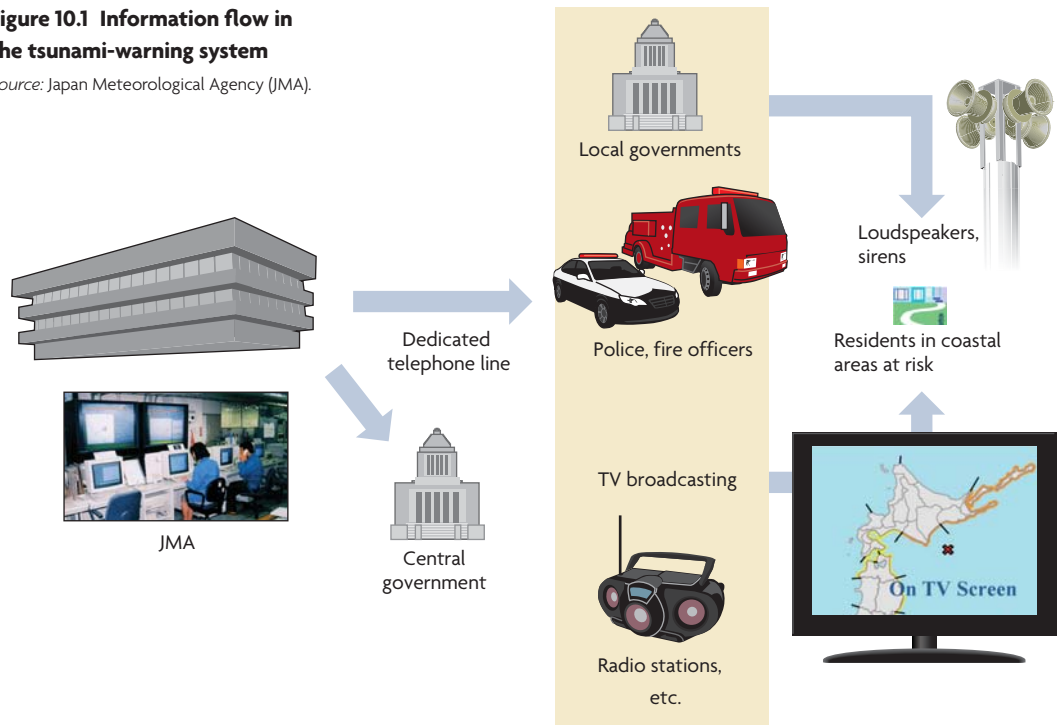 igure 10.1 Information flow in
he tsunami-warning system
ource: Japan Meteorological Agency (JMA).
Local governments
Loudspeakers,
sirens
Dedicated
telephone line
Police, fire officers
Residents in coastal
areas at risk
JMA
Central
government
TV broadcasting
On TV Screen
Radio stations,
etc.